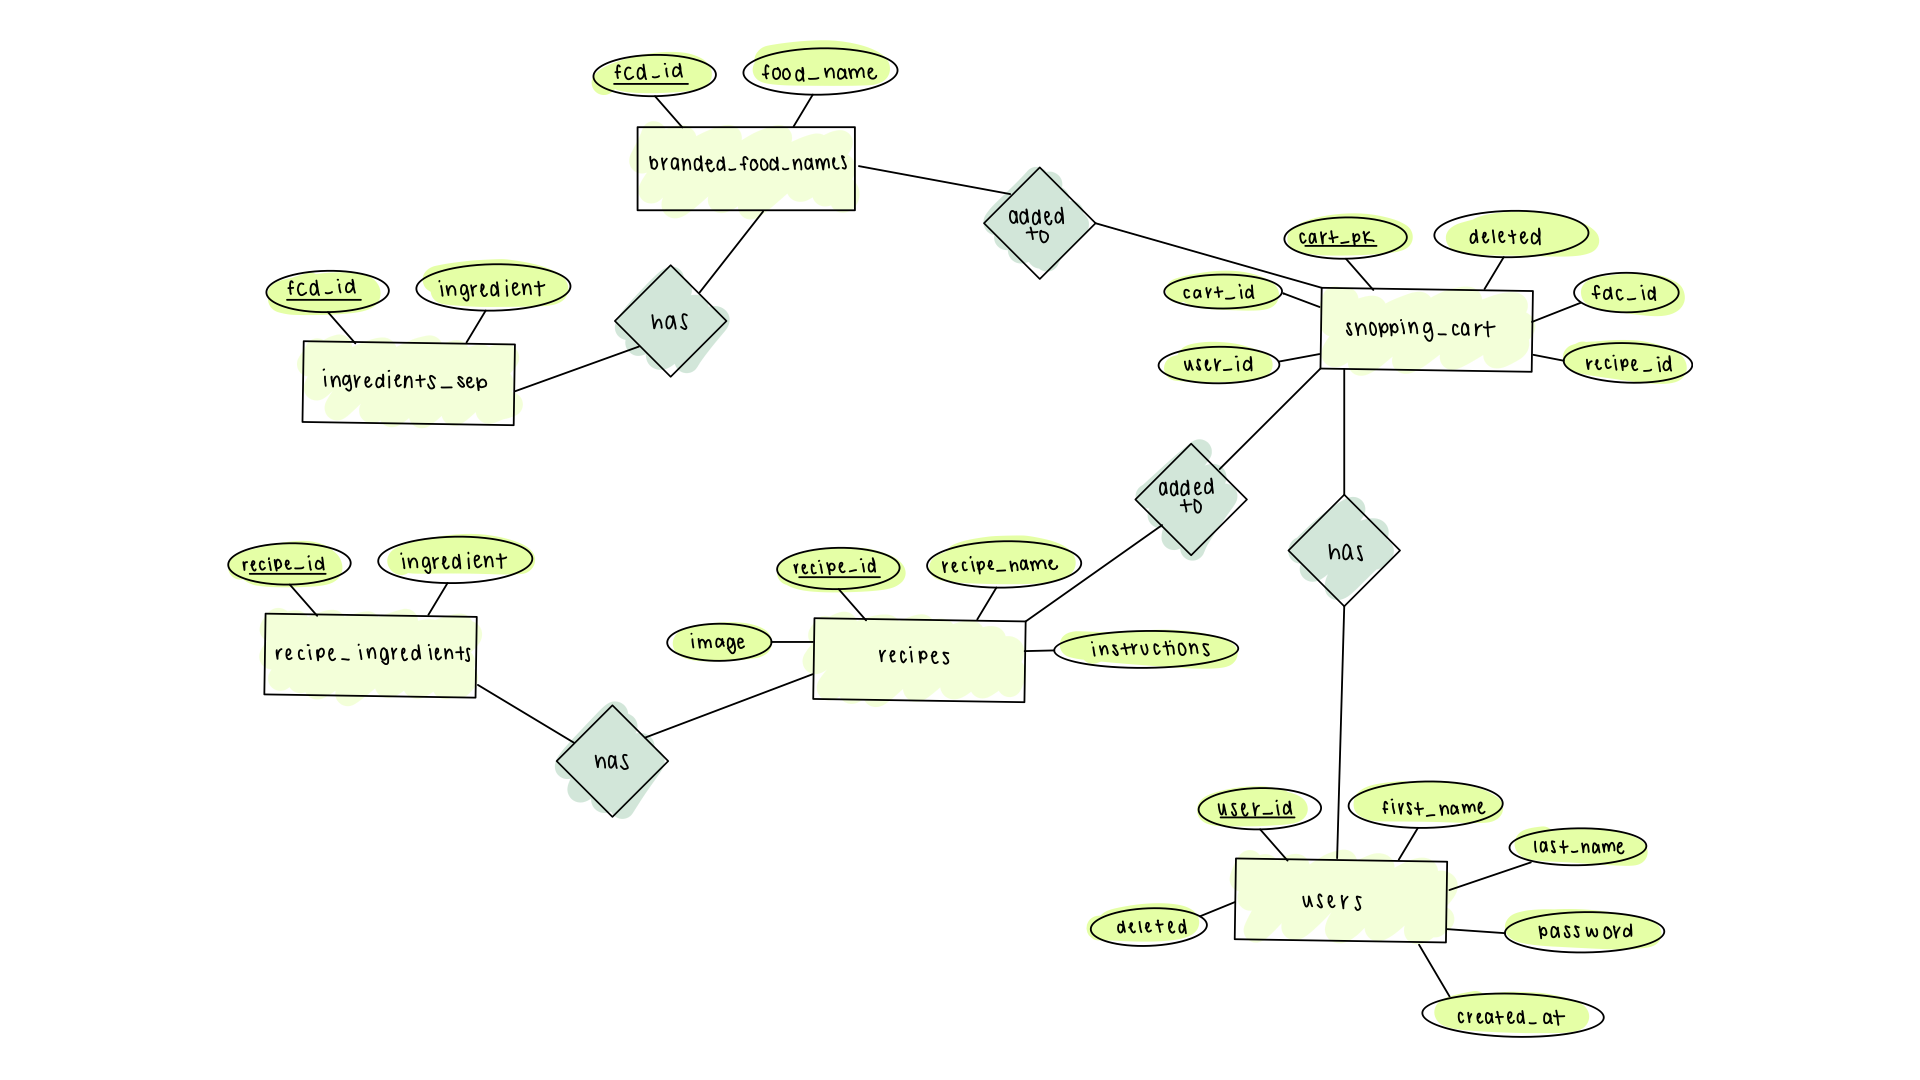 fcd_id
food_name
branded_food_names
added
to
cart_pk
deleted
cart_id
fdc_id
shopping_cart
user_id
recipe_id
fcd_id
ingredient
has
ingredients_sep
added
to
has
recipe_id
ingredient
recipe_id
recipe_name
recipe_ingredients
image
recipes
instructions
has
user_id
first_name
last_name
users
deleted
password
created_at